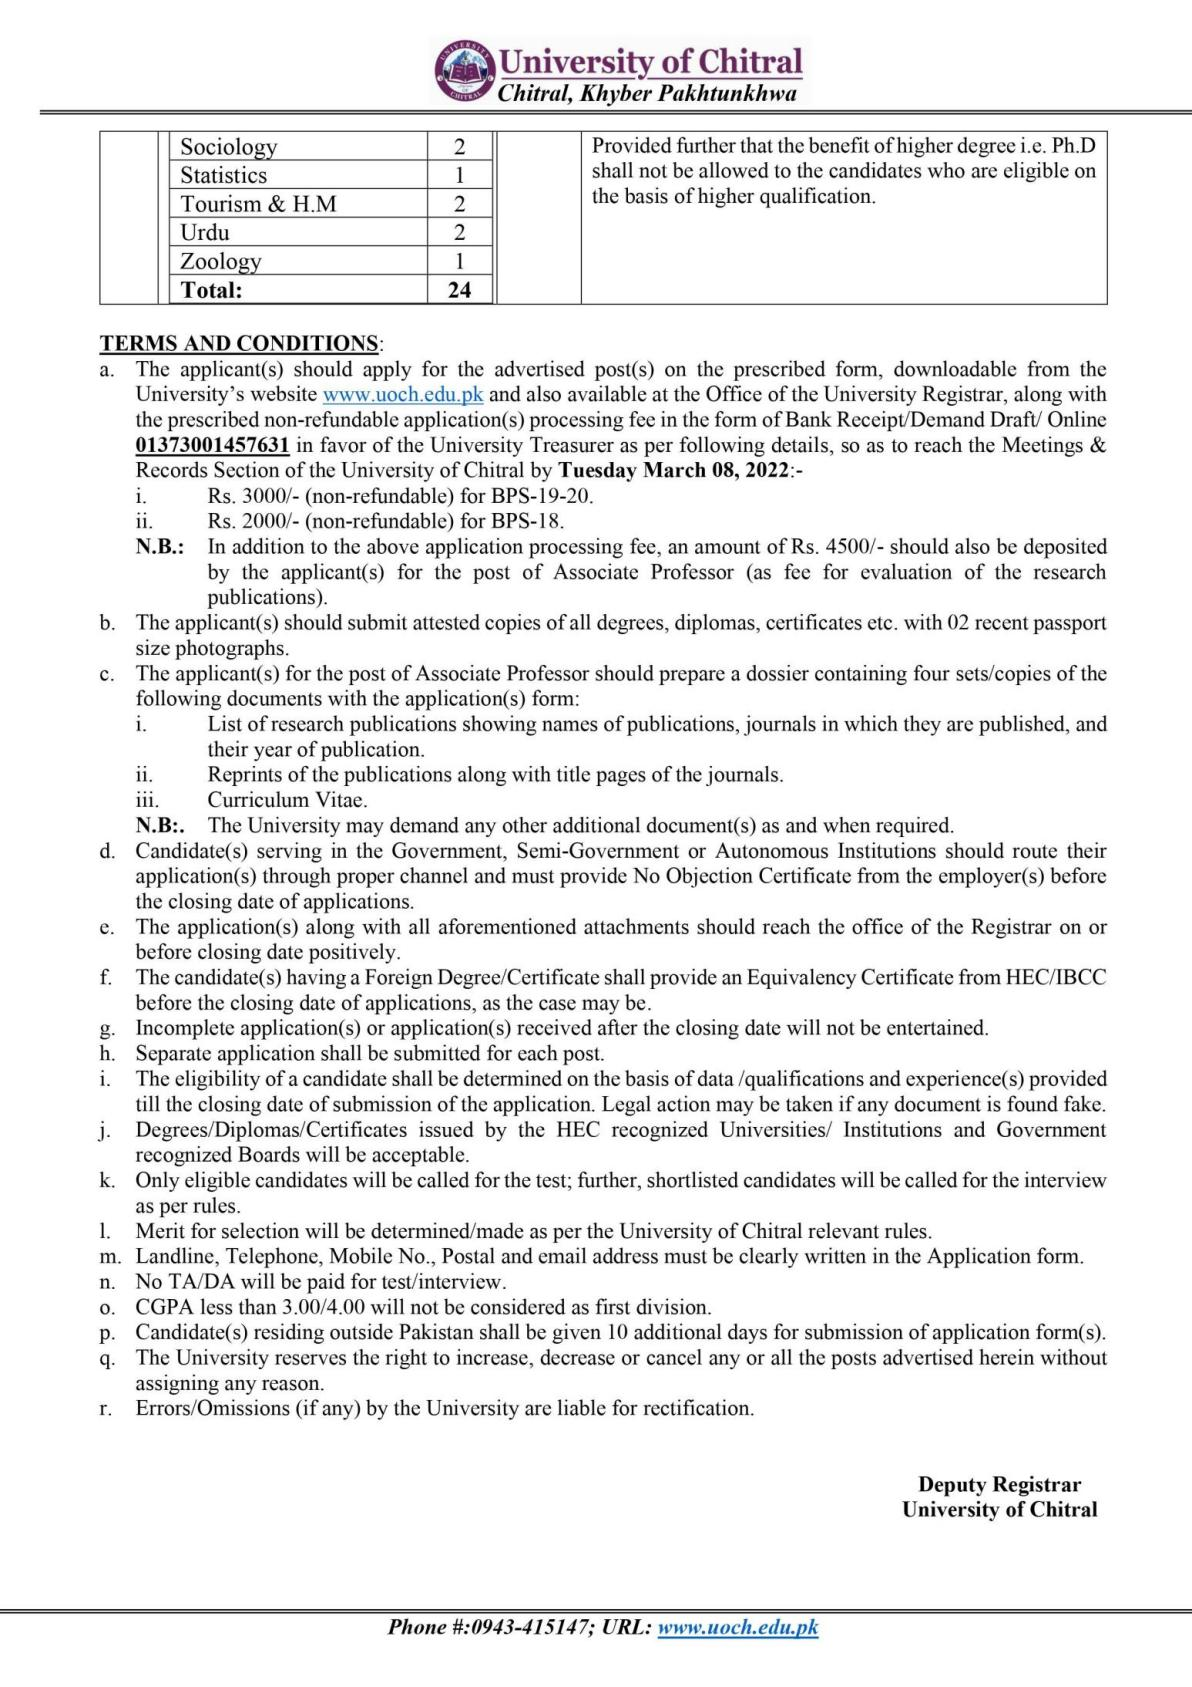 University of Chitral
Chitral, Khyber Pakhtunkhwa
Sociology 2
Statistics 1
Tourism & H.M 2
Urdu 2
Zoology 1
Total: 24
Provided further that the benefit of higher degree i.e. Ph.D
shall not be allowed to the candidates who are eligible on
the basis of higher qualification.
TERMS AND CONDITIONS:
a. The applicant(s) should apply for the advertised post(s) on the prescribed form, downloadable from the
University’s website www.uoch.edu.pk and also available at the Office of the University Registrar, along with
the prescribed non-refundable application(s) processing fee in the form of Bank Receipt/Demand Draft/ Online
01373001457631 in favor of the University Treasurer as per following details, so as to reach the Meetings &
Records Section of the University of Chitral by Tuesday March 08, 2022:-
i. Rs. 3000/- (non-refundable) for BPS-19-20.
ii. Rs. 2000/- (non-refundable) for BPS-18.
N.B.: In addition to the above application processing fee, an amount of Rs. 4500/- should also be deposited
by the applicant(s) for the post of Associate Professor (as fee for evaluation of the research
publications).
b. The applicant(s) should submit attested copies of all degrees, diplomas, certificates etc. with 02 recent passport
size photographs.
c. The applicant(s) for the post of Associate Professor should prepare a dossier containing four sets/copies of the
following documents with the application(s) form:
i. List of research publications showing names of publications, journals in which they are published, and
their year of publication.
ii. Reprints of the publications along with title pages of the journals.
iii. Curriculum Vitae.
N.B:. The University may demand any other additional document(s) as and when required.
d. Candidate(s) serving in the Government, Semi-Government or Autonomous Institutions should route their
application(s) through proper channel and must provide No Objection Certificate from the employer(s) before
the closing date of applications.
e. The application(s) along with all aforementioned attachments should reach the office of the Registrar on or
before closing date positively.
f. The candidate(s) having a Foreign Degree/Certificate shall provide an Equivalency Certificate from HEC/IBCC
before the closing date of applications, as the case may be.
g. Incomplete application(s) or application(s) received after the closing date will not be entertained.
h. Separate application shall be submitted for each post.
i. The eligibility of a candidate shall be determined on the basis of data /qualifications and experience(s) provided
till the closing date of submission of the application. Legal action may be taken if any document is found fake.
j. Degrees/Diplomas/Certificates issued by the HEC recognized Universities/ Institutions and Government
recognized Boards will be acceptable.
k. Only eligible candidates will be called for the test; further, shortlisted candidates will be called for the interview
as per rules.
l. Merit for selection will be determined/made as per the University of Chitral relevant rules.
m. Landline, Telephone, Mobile No., Postal and email address must be clearly written in the Application form.
n. No TA/DA will be paid for test/interview.
o. CGPA less than 3.00/4.00 will not be considered as first division.
p. Candidate(s) residing outside Pakistan shall be given 10 additional days for submission of application form(s).
q. The University reserves the right to increase, decrease or cancel any or all the posts advertised herein without
assigning any reason.
r. Errors/Omissions (if any) by the University are liable for rectification.
Deputy Registrar
University of Chitral
Phone #:0943-415147; URL: www.uoch.edu.pk